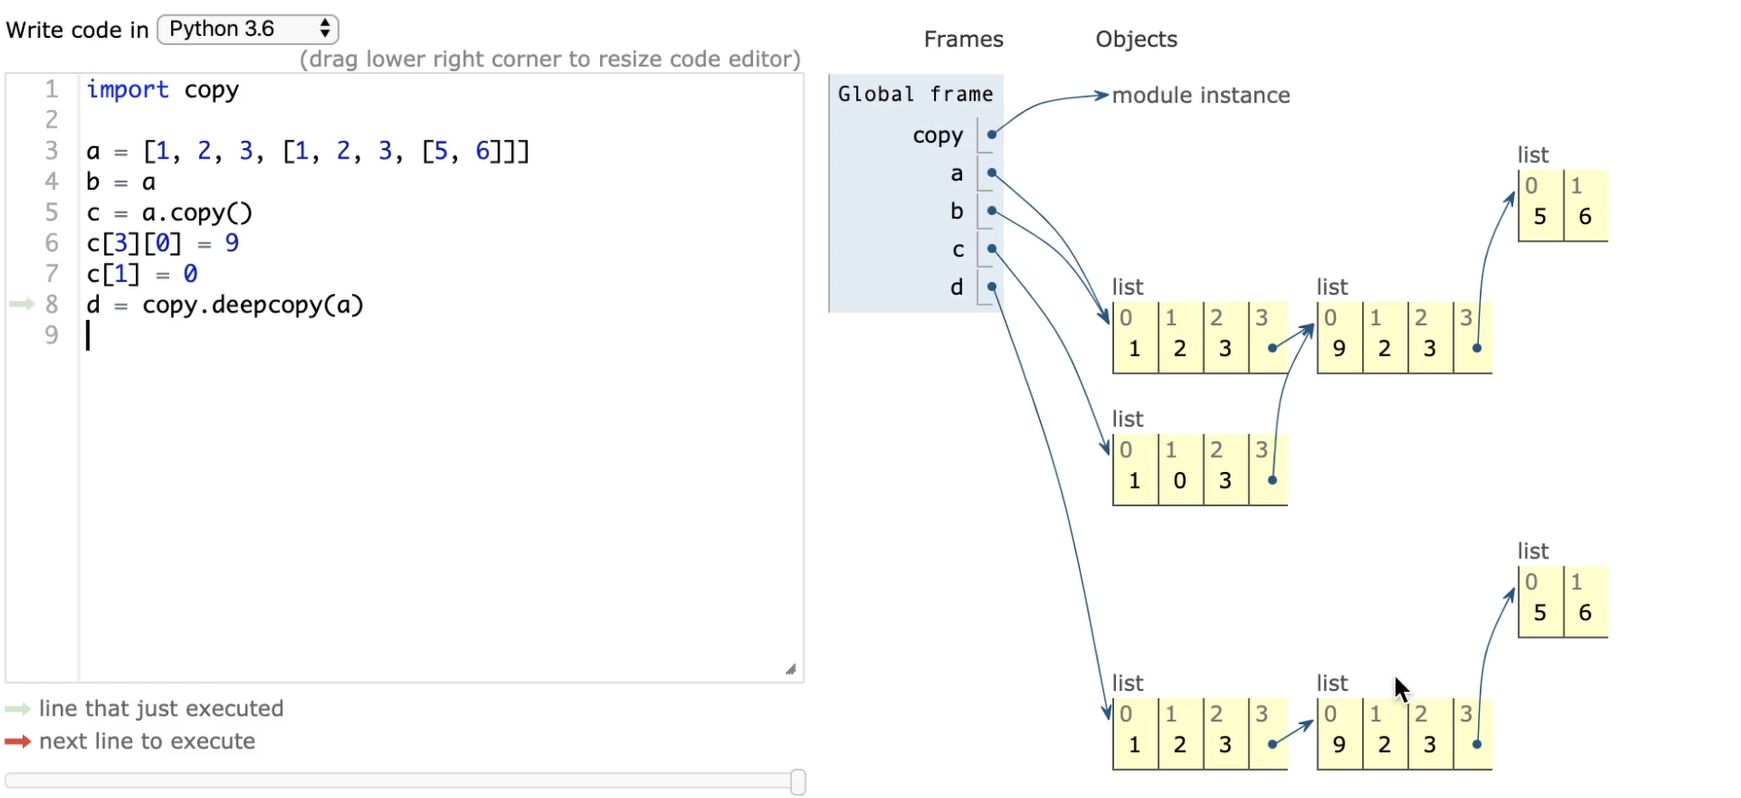 Write code in Python 3.6
(drag lower right corner to resize code editor)
1 import copy
2
3 a = [1, 2, 3, [1, 2, 3, [5, 6]]]
4 b = a
5 c = a.copy()
6 c[3][0] = 9
7 c[1] = 0
8 d = copy.deepcopy(a)
9
line that just executed
next line to execute
Frames Objects
Global frame
copy
a
b
c
d
module instance
list
0 1
5 6
list
0 1 2 3
1 2 3
list
0 1 2 3
9 2 3
list
0 1 2 3
1 0 3
list
0 1
5 6
list
0 1 2 3
1 2 3
list
0 1 2 3
9 2 3